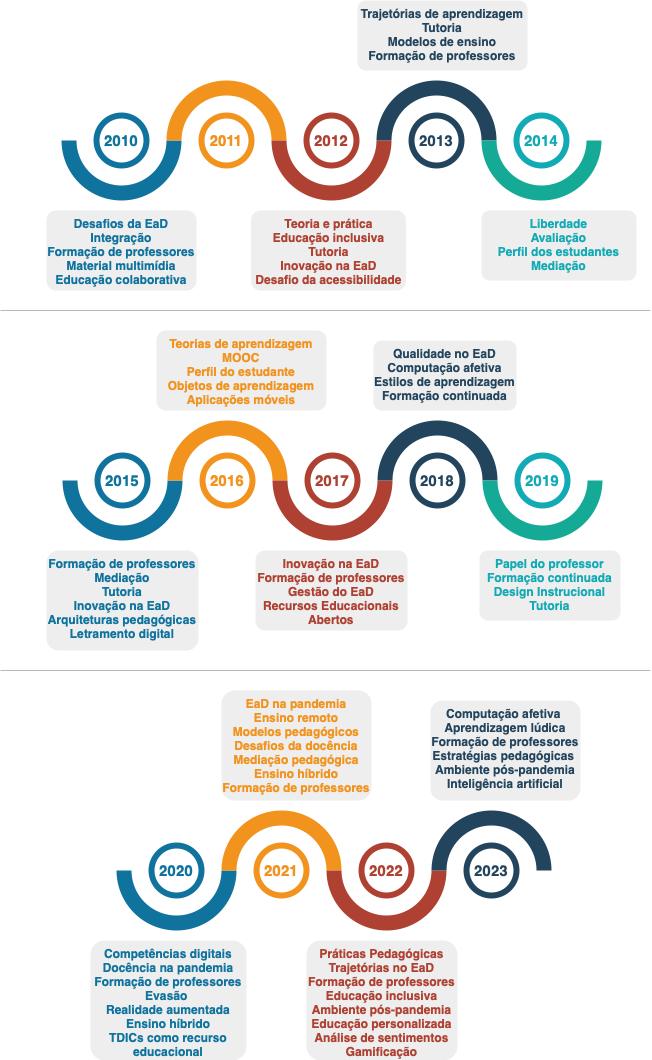 Trajetórias de aprendizagem
Tutoria
Modelos de ensino
Formação de professores
2010
2011
2012
2013
2014
Desafios da EaD
Integração
Formação de professores
Material multimídia
Educação colaborativa
Teoria e prática
Educação inclusiva
Tutoria
Inovação na EaD
Desafio da acessibilidade
Liberdade
Avaliação
Perfil dos estudantes
Mediação
Teorias de aprendizagem
MOOC
Perfil do estudante
Objetos de aprendizagem
Aplicações móveis
Qualidade no EaD
Computação afetiva
Estilos de aprendizagem
Formação continuada
2015
2016
2017
2018
2019
Formação de professores
Mediação
Tutoria
Inovação na EaD
Arquiteturas pedagógicas
Letramento digital
Inovação na EaD
Formação de professores
Gestão do EaD
Recursos Educacionais
Abertos
Papel do professor
Formação continuada
Design Instrucional
Tutoria
EaD na pandemia
Ensino remoto
Modelos pedagógicos
Desafios da docência
Mediação pedagógica
Ensino híbrido
Formação de professores
Computação afetiva
Aprendizagem lúdica
Formação de professores
Estratégias pedagógicas
Ambiente pós-pandemia
Inteligência artificial
2020
2021
2022
2023
Competências digitais
Docência na pandemia
Formação de professores
Evasão
Realidade aumentada
Ensino híbrido
TDICs como recurso
educacional
Práticas Pedagógicas
Trajetórias no EaD
Formação de professores
Educação inclusiva
Ambiente pós-pandemia
Educação personalizada
Análise de sentimentos
Gamificação